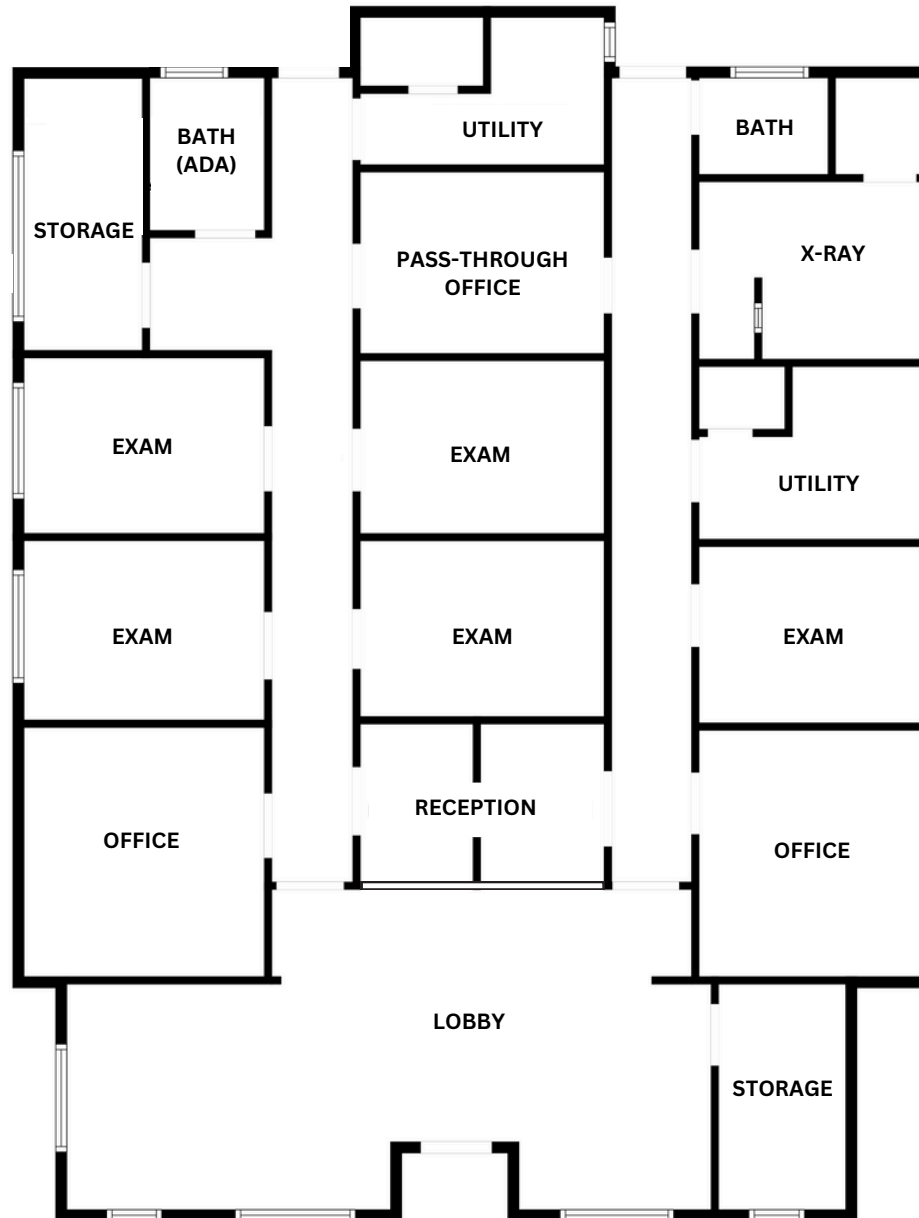 UTILITY
BATH
(ADA)
BATH
STORAGE
PASS-THROUGH
OFFICE
X-RAY
EXAM
EXAM
UTILITY
EXAM
EXAM
EXAM
RECEPTION
OFFICE
OFFICE
LOBBY
STORAGE